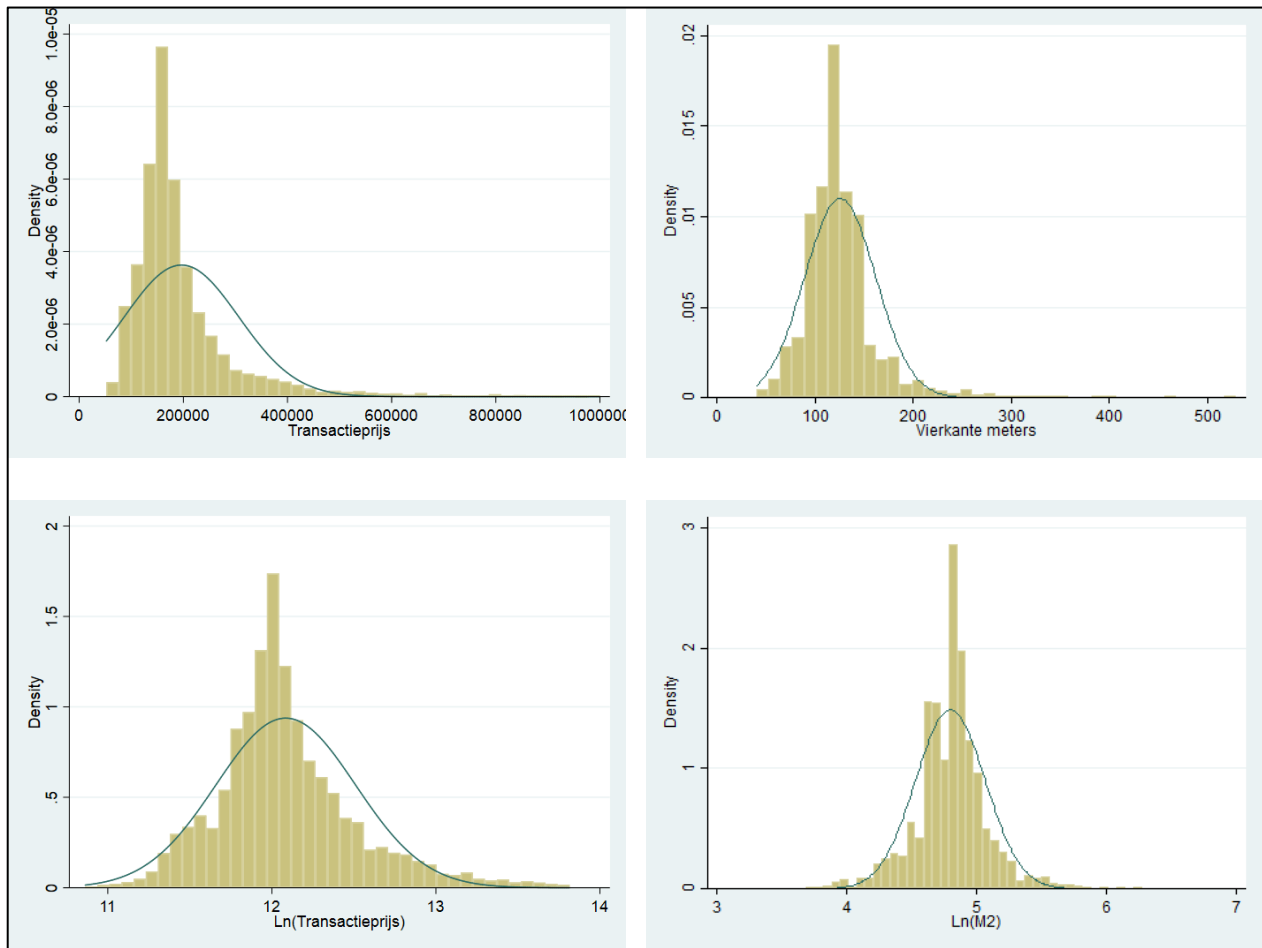 1.0e-05
8.0e-06
6.0e-06
4.0e-06
2.0e-06
0
Density
0 200000 400000 600000 800000 1000000
Transactieprijs
.02
.015
.01
.005
0
Density
0 100 200 300 400 500
Vierkante meters
2
1.5
1
.5
0
Density
11 12 13 14
Ln(Transactieprijs)
3
2
1
0
Density
3 4 5 6 7
Ln(M2)